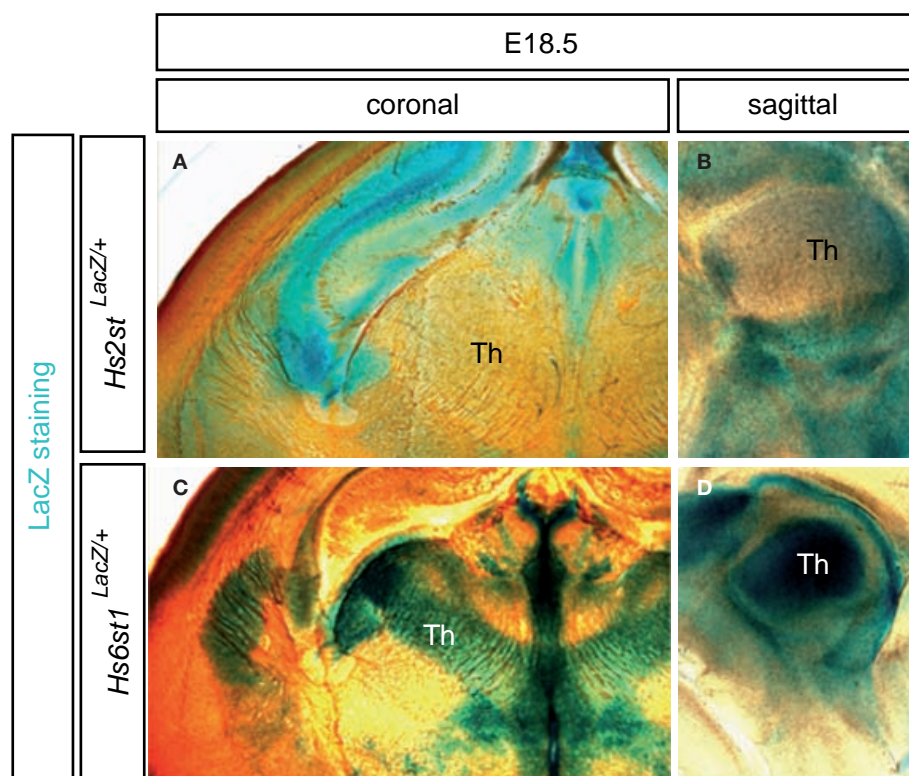 E18.5
coronal
sagittal
LacZ staining
Hs2st LacZ/+
A
Th
B
Th
Hs6st1 LacZ/+
C
Th
D
Th